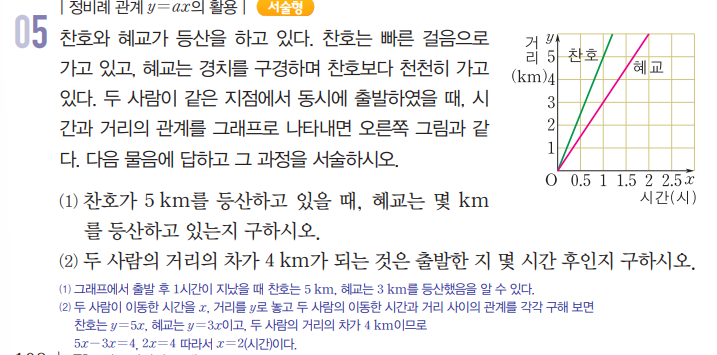 | 정비례 관계 y=ax의 활용 | 서술형
05 찬호와 혜교가 등산을 하고 있다. 찬호는 빠른 걸음으로
가고 있고, 혜교는 경치를 구경하며 찬호보다 천천히 가고
있다. 두 사람이 같은 지점에서 동시에 출발하였을 때, 시
간과 거리의 관계를 그래프로 나타내면 오른쪽 그림과 같
다. 다음 물음에 답하고 그 과정을 서술하시오.
거리(km)
y
찬호
혜교
5
4
3
2
1
O 0.5 1 1.5 2 2.5 x
시간(시)
(1) 찬호가 5 km를 등산하고 있을 때, 혜교는 몇 km
를 등산하고 있는지 구하시오.
(2) 두 사람의 거리의 차가 4 km가 되는 것은 출발한 지 몇 시간 후인지 구하시오.
(1) 그래프에서 출발 후 1시간이 지났을 때 찬호는 5 km, 혜교는 3 km를 등산했음을 알 수 있다.
(2) 두 사람이 이동한 시간을 x, 거리를 y로 놓고 두 사람의 이동한 시간과 거리 사이의 관계를 각각 구해 보면
찬호는 y=5x, 혜교는 y=3x이고, 두 사람의 거리의 차가 4 km이므로
5x-3x=4, 2x=4 따라서 x=2(시간)이다.